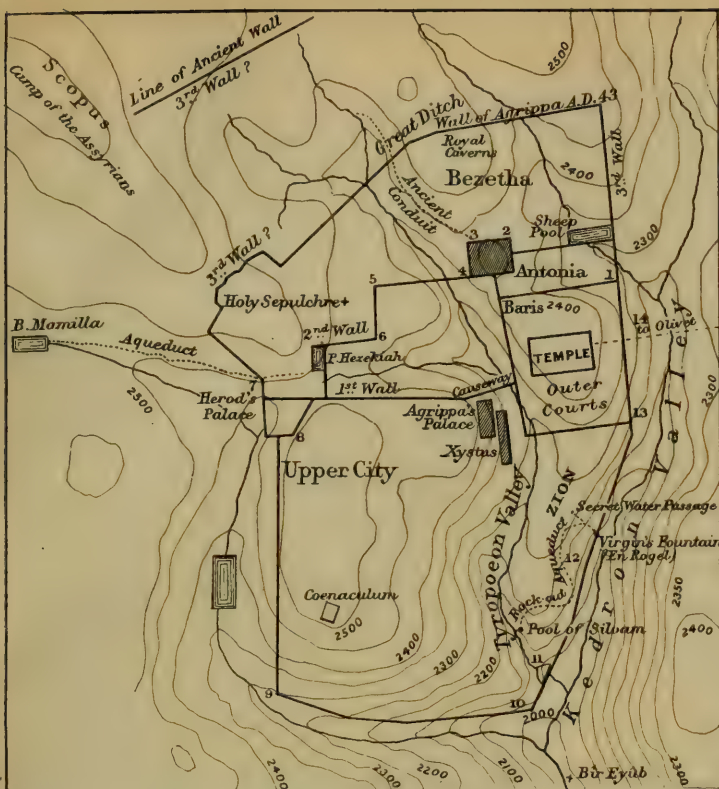 Scopus
Camp of the Assyrians
Line of Ancient Wall
3rd Wall ?
2500
Great Ditch
Wall of Agrippa A.D. 43
Royal
Caverns
Bezetha
2400
3rd Wall
Ancient
Conduit
Sheep
Pool
2300
3
2
4
Antonia
1
3rd Wall ?
5
Holy Sepulchre+
Baris 2400
14
to Olivet
B. Mamilla
Aqueduct
2nd Wall
6
P. Hezekiah
TEMPLE
2300
2500
7
Herod's
Palace
1st Wall
Causeway
Outer
Courts
13
8
Agrippa's
Palace
Xystus
Upper City
Tyropoeon Valley
ZION
Kedron Valley
Secret Water Passage
Virgin's Fountain
(En Rogel)
Rock cut Aqueduct
12
2350
Coenaculum
2500
2400
2300
2200
Pool of Siloam
2400
11
9
10
2000
2400
2300
2200
2100
Bir Eyûb
2300